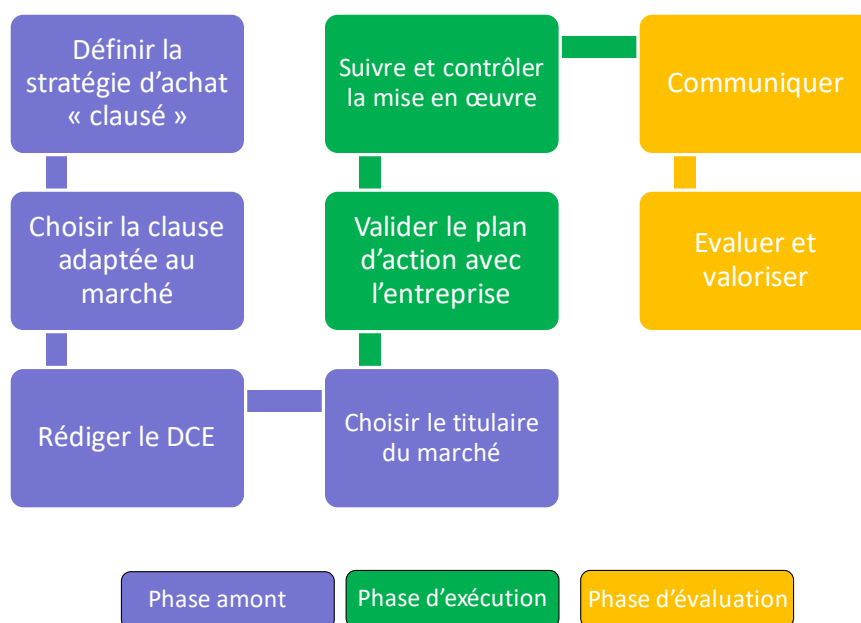 Définir la
stratégie d'achat
« clausé »
Choisir la clause
adaptée au
marché
Rédiger le DCE
Choisir le titulaire
du marché
Valider le plan
d'action avec
l'entreprise
Suivre et contrôler
la mise en œuvre
Communiquer
Evaluer et
valoriser
Phase amont
Phase d'exécution
Phase d'évaluation